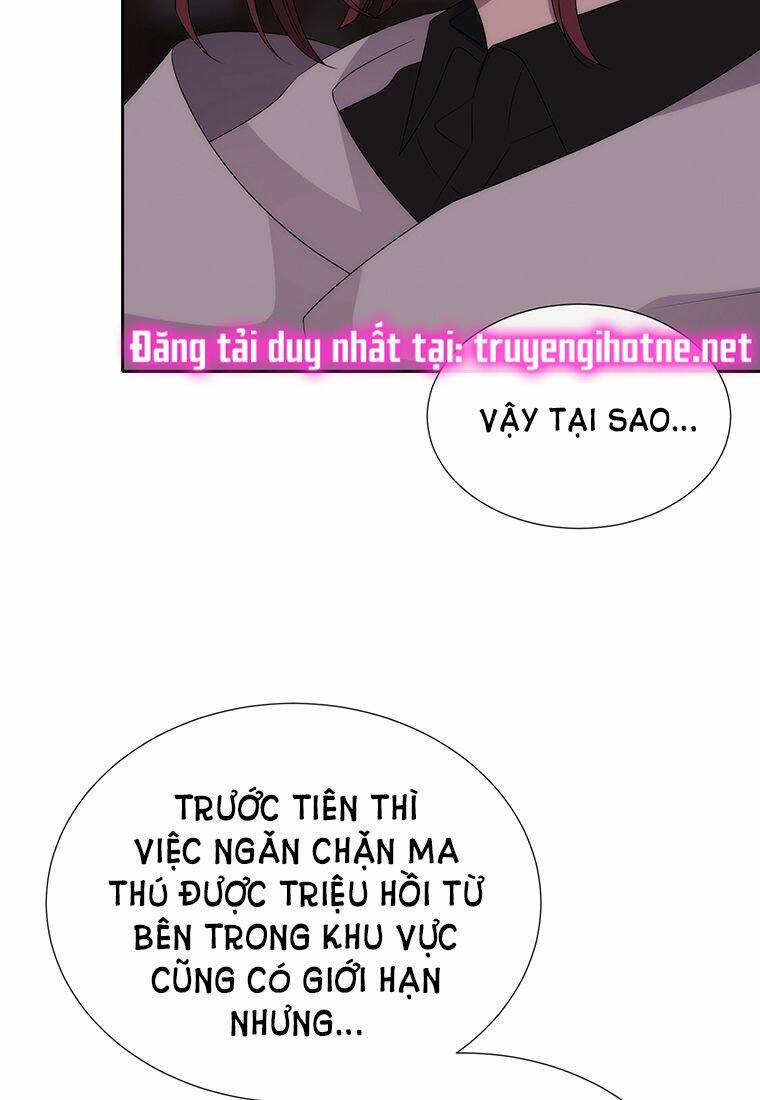 Đăng tải duy nhất tại: truyengihotne.net
VẬY TẠI SAO...
TRƯỚC TIÊN THÌ
VIỆC NGĂN CHẶN MA
THÚ ĐƯỢC TRIỆU HỒI TỪ
BÊN TRONG KHU VỰC
CŨNG CÓ GIỚI HẠN
NHƯNG...